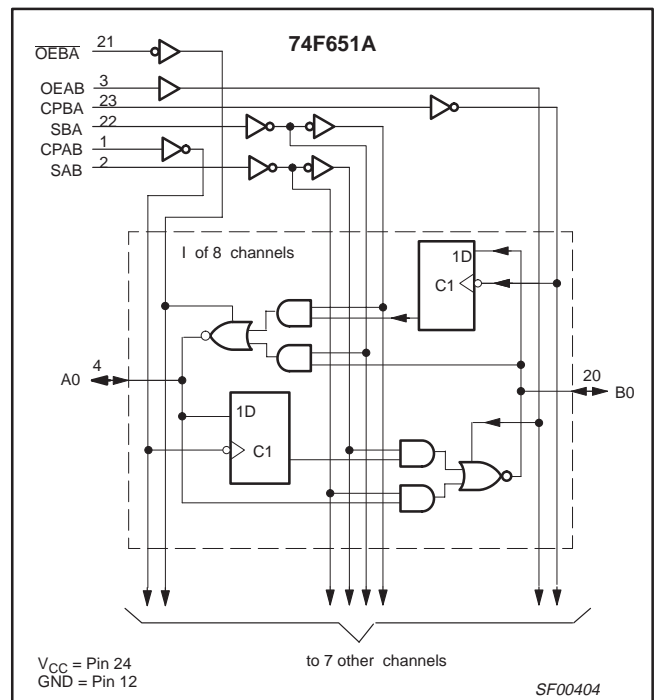 74F651A
OEBA 21
OEAB 3
CPBA 23
SBA 22
CPAB 1
SAB 2
I of 8 channels
1D
C1
A0 4
20 B0
1D
C1
to 7 other channels
VCC = Pin 24
GND = Pin 12
SF00404